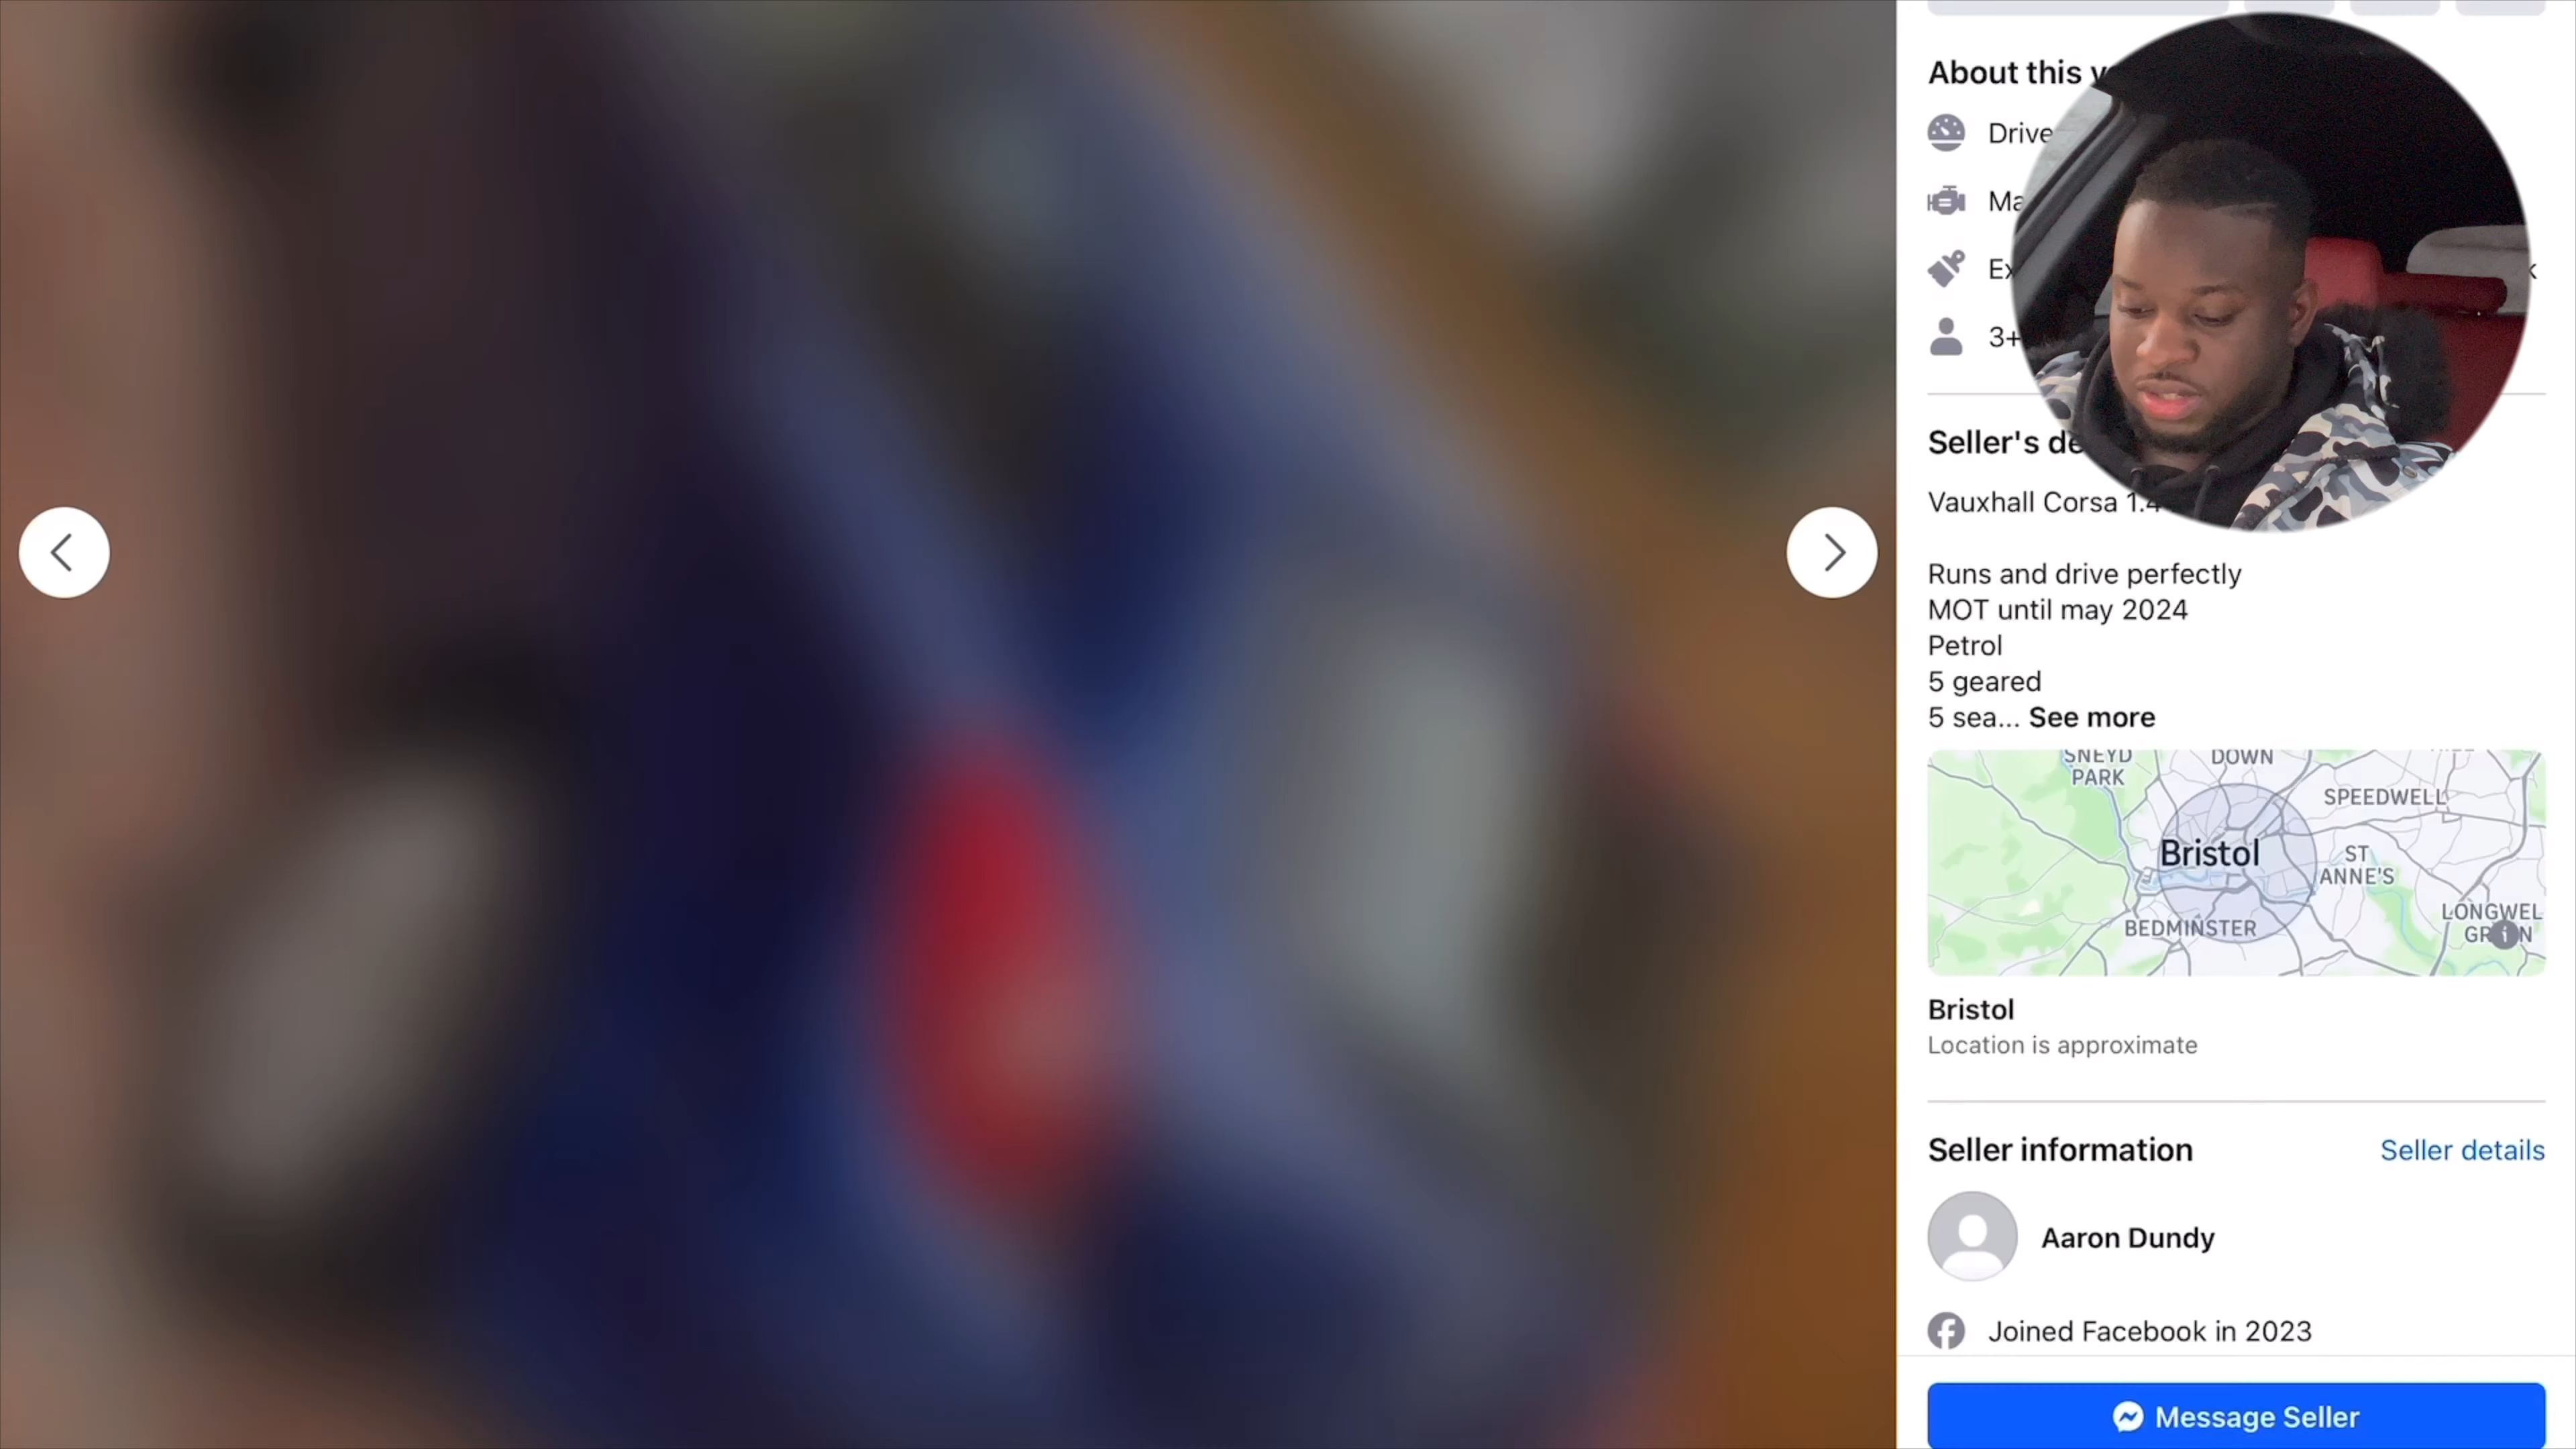 About this
Drive
Ma
Ex
3+
Seller's de
Vauxhall Corsa 1.4
Runs and drive perfectly
MOT until may 2024
Petrol
5 geared
5 sea... See more
SNEYD
PARK
DOWN
SPEEDWELL
Bristol
ST
ANNE'S
BEDMINSTER
LONGWEL
Bristol
Location is approximate
Seller information
Seller details
Aaron Dundy
Joined Facebook in 2023
Message Seller